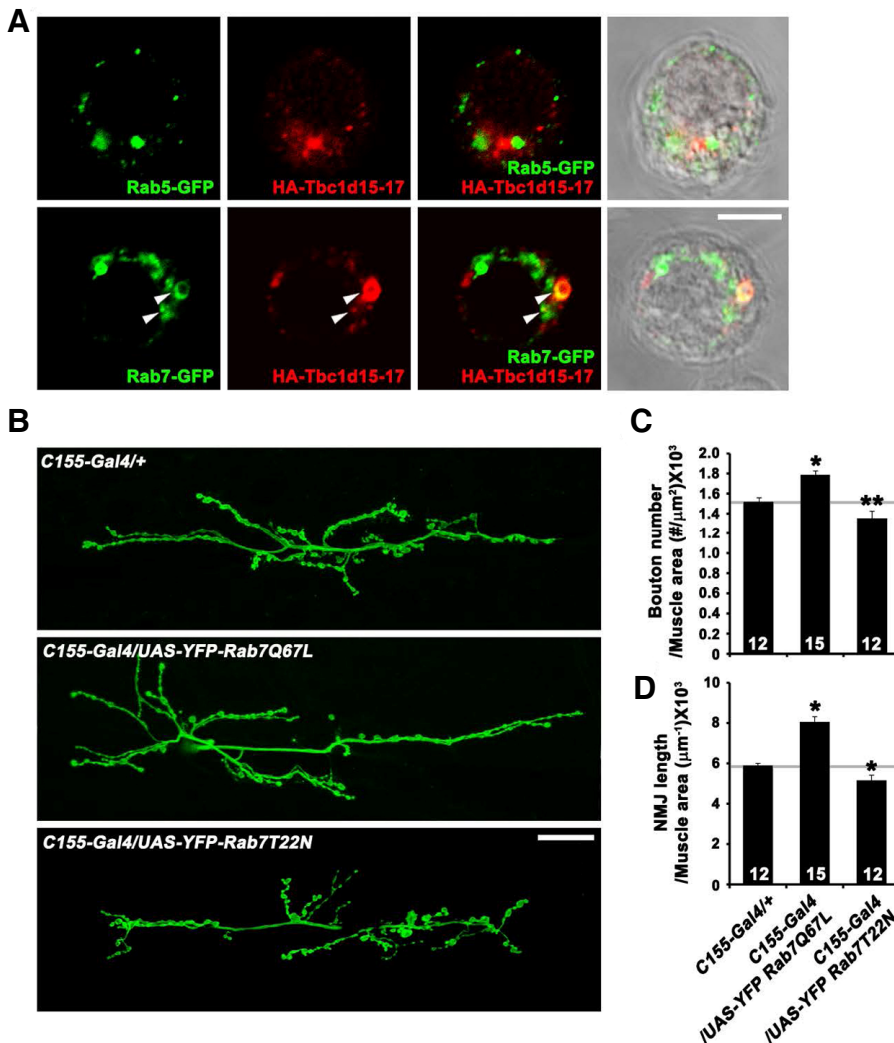 A
Rab5-GFP
HA-Tbc1d15-17
Rab5-GFP
HA-Tbc1d15-17
Rab7-GFP
HA-Tbc1d15-17
Rab7-GFP
HA-Tbc1d15-17
B
C155-Gal4/+
C155-Gal4/UAS-YFP-Rab7Q67L
C155-Gal4/UAS-YFP-Rab7T22N
C
Bouton number
/Muscle area (#/μm²)X10³
2.0
1.8
1.6
1.4
1.2
1.0
0.8
0.6
0.4
0.2
0
*
**
12
15
12
D
NMJ length
/Muscle area (μm⁻¹)X10³
10
8
6
4
2
0
*
*
12
15
12
C155-Gal4/+
C155-Gal4
/UAS-YFP Rab7Q67L
C155-Gal4
/UAS-YFP Rab7T22N